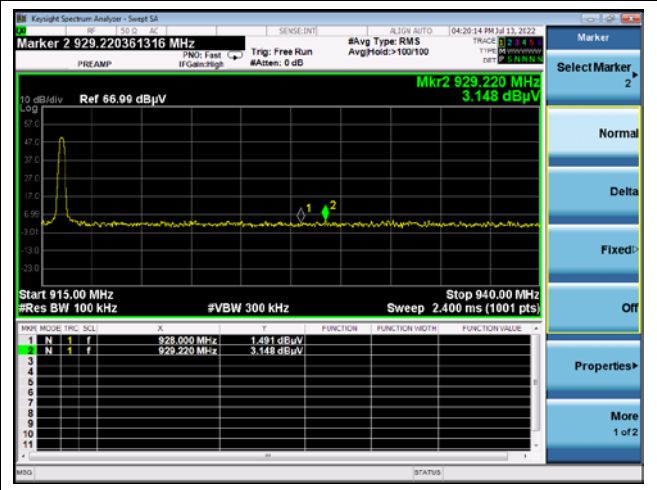 Keysight Spectrum Analyzer - Swept SA
RF 50 Ω AC SENSE:INT ALIGN AUTO 04:20:14 PM Jul 13, 2022
Marker 2 929.220361316 MHz
PREAMP
PNO: Fast
IFGain:High
Trig: Free Run
#Atten: 0 dB
#Avg Type: RMS
Avg|Hold:>100/100
TRACE 1 2 3 4 5 6
TYPE M W W W W W
DET P S N N N N
Mkr2 929.220 MHz
3.148 dBµV
10 dB/div Ref 66.99 dBµV
Log
57.0
47.0
37.0
27.0
17.0
6.99
-3.01
-13.0
-23.0
1
2
Start 915.00 MHz Stop 940.00 MHz
#Res BW 100 kHz #VBW 300 kHz Sweep 2.400 ms (1001 pts)
MKR MODE TRC SCL X Y FUNCTION FUNCTION WIDTH FUNCTION VALUE
1 N 1 f 928.000 MHz 1.491 dBµV
2 N 1 f 929.220 MHz 3.148 dBµV
3
4
5
6
7
8
9
10
11
MSG STATUS
Marker
Select Marker
2
Normal
Delta
Fixed
Off
Properties
More
1 of 2